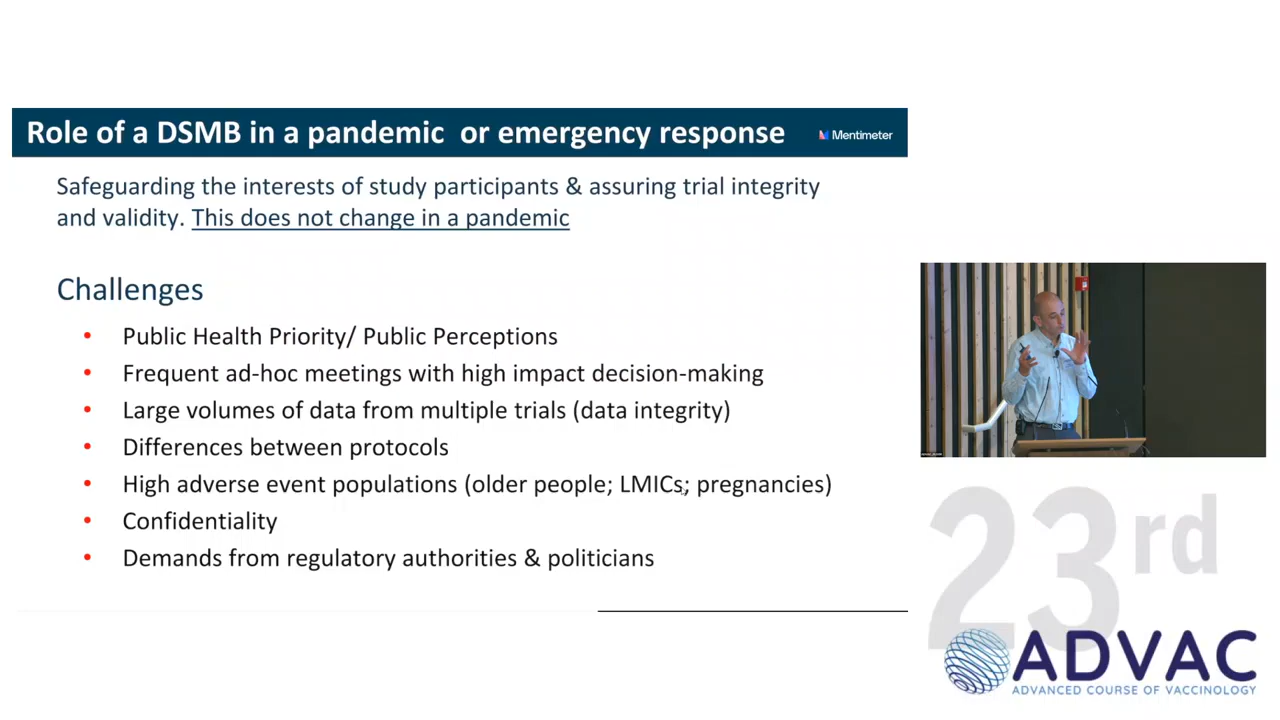 Role of a DSMB in a pandemic or emergency response
Mentimeter
Safeguarding the interests of study participants & assuring trial integrity
and validity. This does not change in a pandemic
Challenges
• Public Health Priority/ Public Perceptions
• Frequent ad-hoc meetings with high impact decision-making
• Large volumes of data from multiple trials (data integrity)
• Differences between protocols
• High adverse event populations (older people; LMICs; pregnancies)
• Confidentiality
• Demands from regulatory authorities & politicians
23rd
ADVAC
ADVANCED COURSE OF VACCINOLOGY